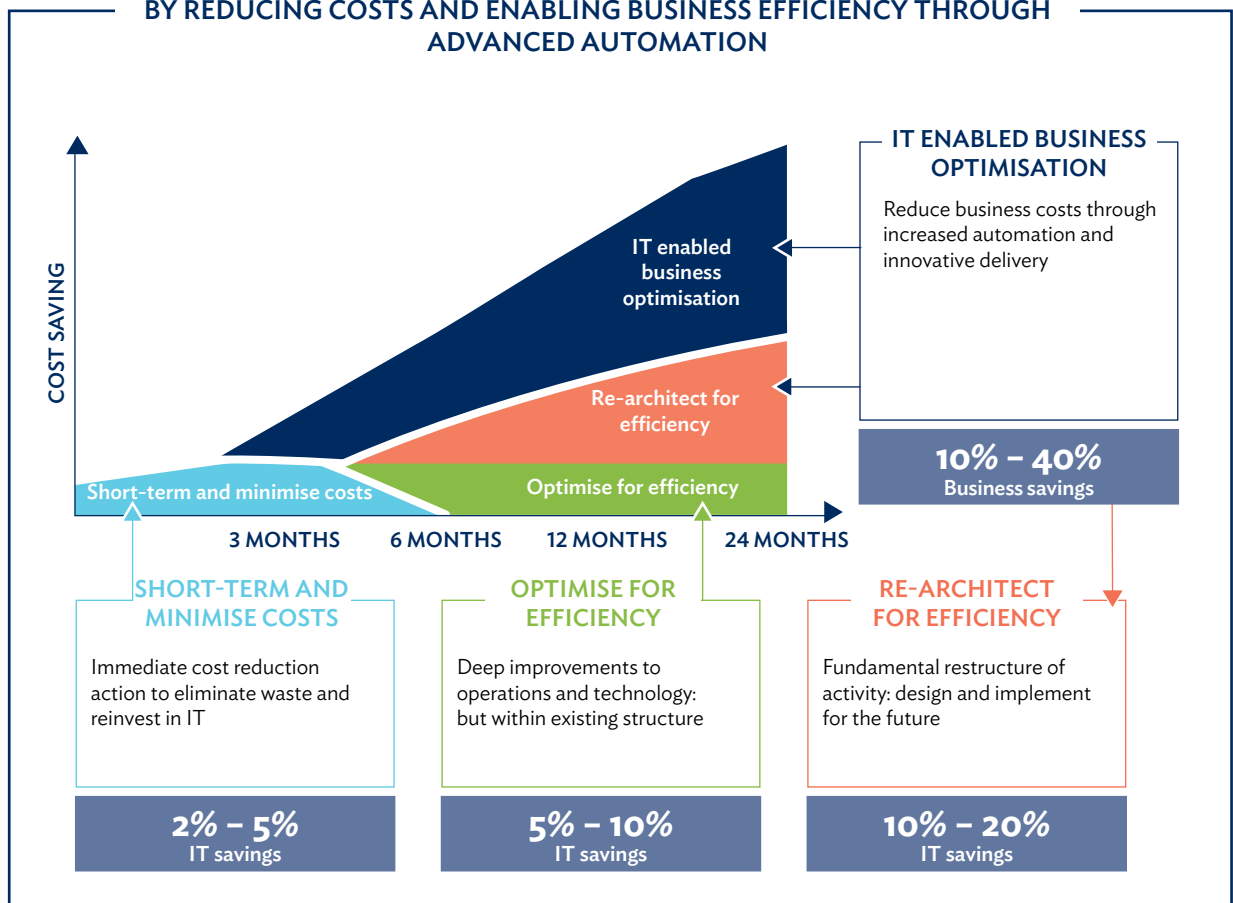 BY REDUCING COSTS AND ENABLING BUSINESS EFFICIENCY THROUGH
ADVANCED AUTOMATION
COST SAVING
IT enabled
business
optimisation
Re-architect for
efficiency
Short-term and minimise costs
Optimise for efficiency
3 MONTHS
6 MONTHS
12 MONTHS
24 MONTHS
IT ENABLED BUSINESS
OPTIMISATION
Reduce business costs through
increased automation and
innovative delivery
10% – 40%
Business savings
SHORT-TERM AND
MINIMISE COSTS
Immediate cost reduction
action to eliminate waste and
reinvest in IT
2% – 5%
IT savings
OPTIMISE FOR
EFFICIENCY
Deep improvements to
operations and technology:
but within existing structure
5% – 10%
IT savings
RE-ARCHITECT
FOR EFFICIENCY
Fundamental restructure of
activity: design and implement
for the future
10% – 20%
IT savings